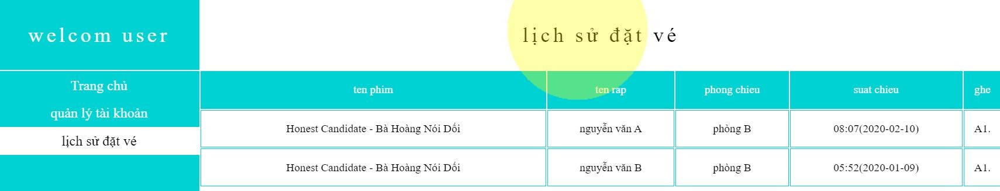 welcom user
lịch sử đặt vé
Trang chủ
quản lý tài khoản
lịch sử đặt vé
ten phim ten rap phong chieu suat chieu ghe
Honest Candidate - Bà Hoàng Nói Dối nguyễn văn A phòng B 08:07(2020-02-10) A1.
Honest Candidate - Bà Hoàng Nói Dối nguyễn văn B phòng B 05:52(2020-01-09) A1.